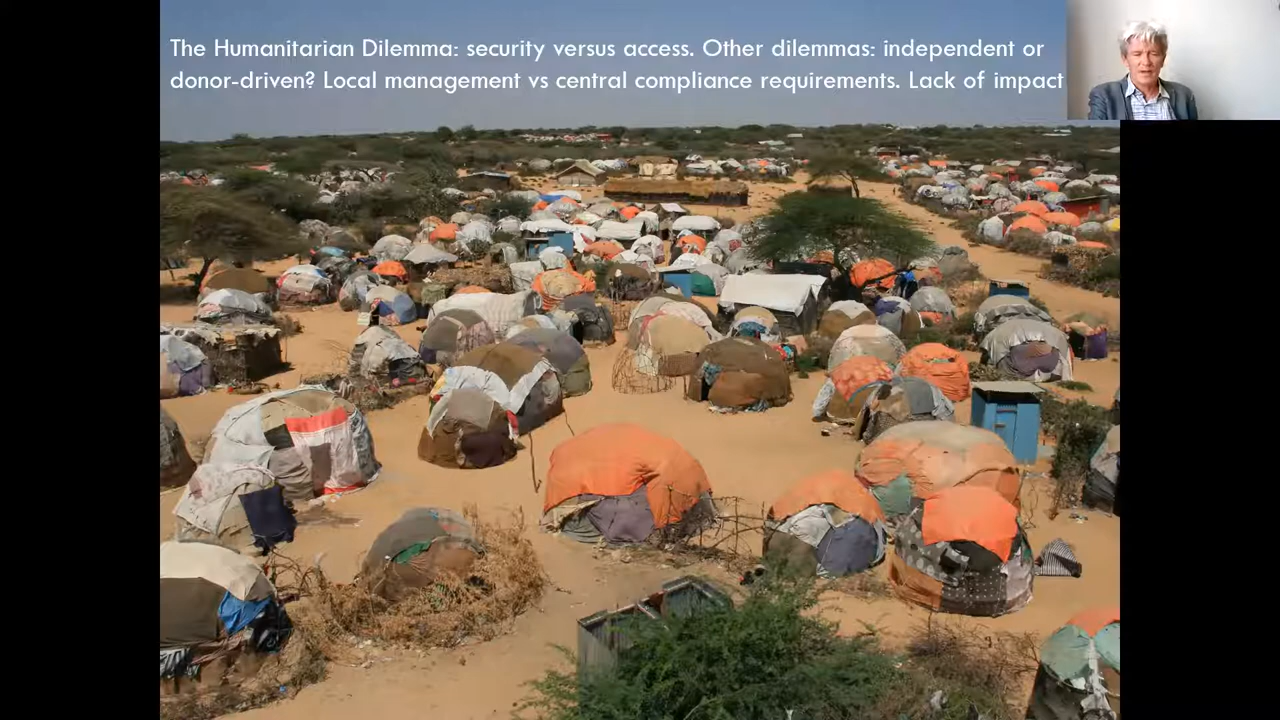 The Humanitarian Dilemma: security versus access. Other dilemmas: independent or
donor-driven? Local management vs central compliance requirements. Lack of impact